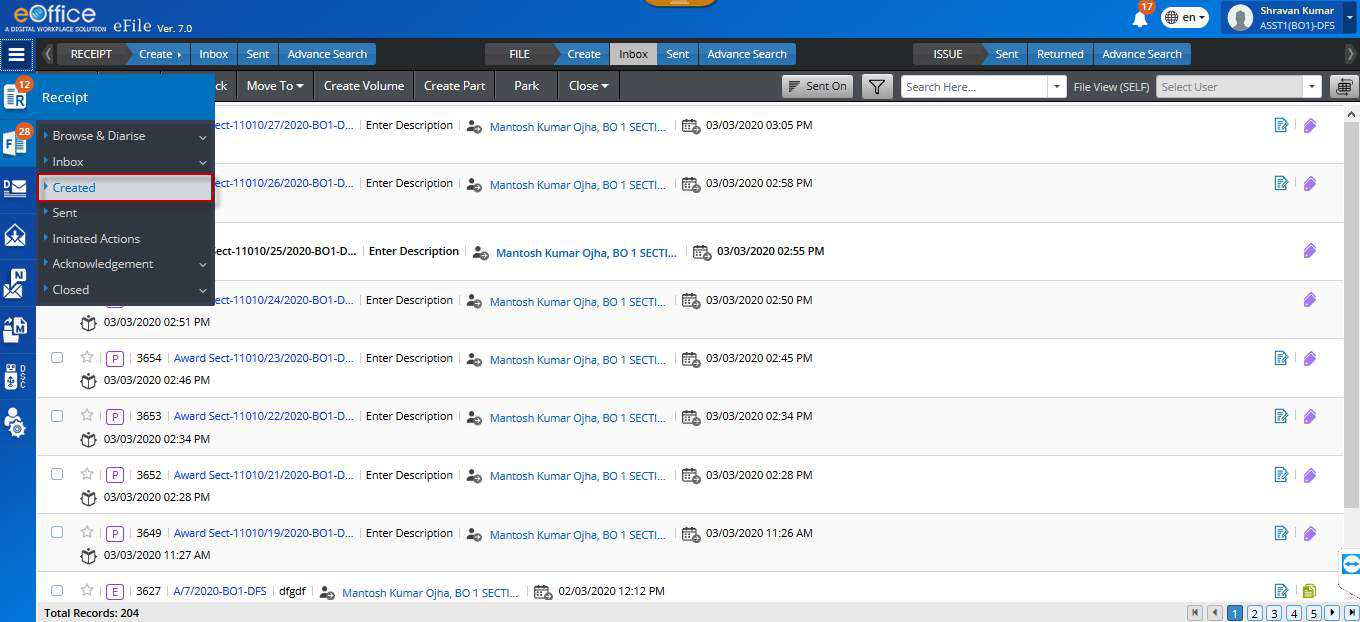 eOffice
A DIGITAL WORKPLACE SOLUTION eFile Ver. 7.0
17 en Shravan Kumar
ASST1(BO1)-DFS
RECEIPT Create Inbox Sent Advance Search FILE Create Inbox Sent Advance Search ISSUE Sent Returned Advance Search
ck Move To Create Volume Create Part Park Close Sent On Search Here... File View (SELF) Select User
12 R Receipt
28 F
Browse & Diarise
Inbox
Created
Sent
Initiated Actions
Acknowledgement
Closed
D
N
M
DSC
ect-11010/27/2020-BO1-D... Enter Description Mantosh Kumar Ojha, BO 1 SECTI... 03/03/2020 03:05 PM
ect-11010/26/2020-BO1-D... Enter Description Mantosh Kumar Ojha, BO 1 SECTI... 03/03/2020 02:58 PM
Sect-11010/25/2020-BO1-D... Enter Description Mantosh Kumar Ojha, BO 1 SECTI... 03/03/2020 02:55 PM
ect-11010/24/2020-BO1-D... Enter Description Mantosh Kumar Ojha, BO 1 SECTI... 03/03/2020 02:50 PM
03/03/2020 02:51 PM
P 3654 Award Sect-11010/23/2020-BO1-D... Enter Description Mantosh Kumar Ojha, BO 1 SECTI... 03/03/2020 02:45 PM
03/03/2020 02:46 PM
P 3653 Award Sect-11010/22/2020-BO1-D... Enter Description Mantosh Kumar Ojha, BO 1 SECTI... 03/03/2020 02:34 PM
03/03/2020 02:34 PM
P 3652 Award Sect-11010/21/2020-BO1-D... Enter Description Mantosh Kumar Ojha, BO 1 SECTI... 03/03/2020 02:28 PM
03/03/2020 02:28 PM
P 3649 Award Sect-11010/19/2020-BO1-D... Enter Description Mantosh Kumar Ojha, BO 1 SECTI... 03/03/2020 11:26 AM
03/03/2020 11:27 AM
E 3627 A/7/2020-BO1-DFS dfgdf Mantosh Kumar Ojha, BO 1 SECTI... 02/03/2020 12:12 PM
Total Records: 204 1 2 3 4 5